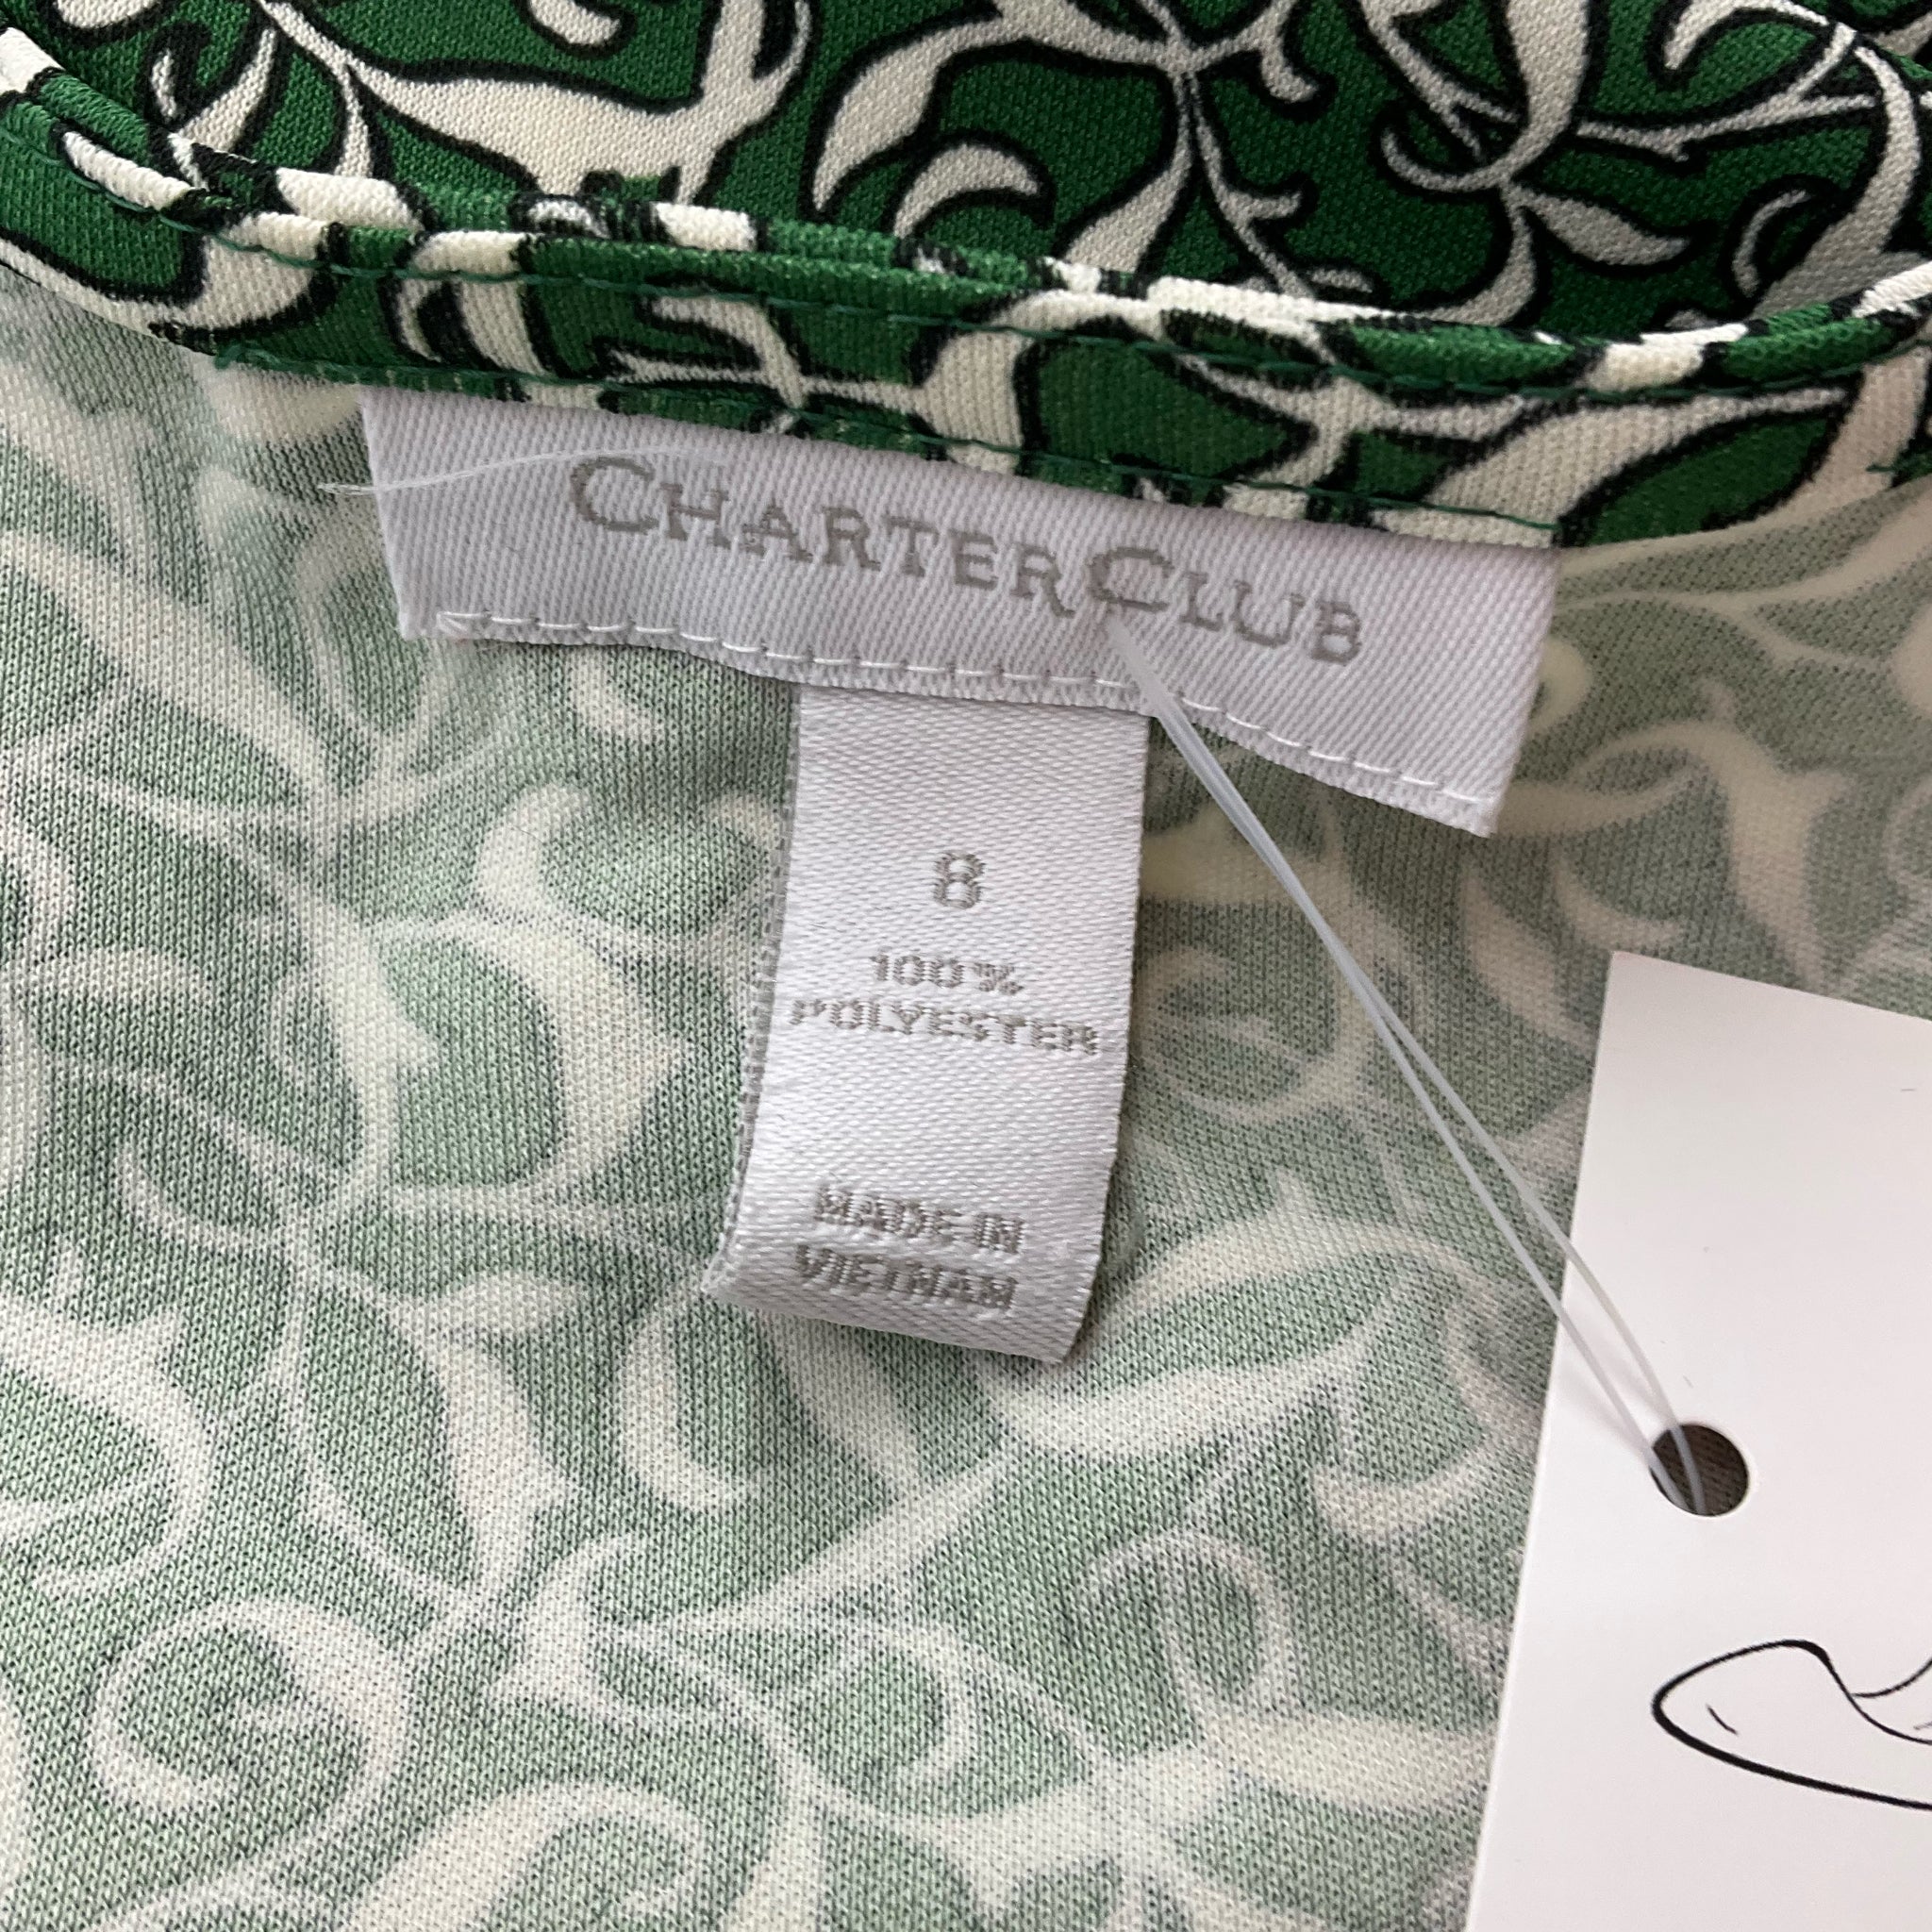 CHARTER CLUB
8
100%
POLYESTER
MADE IN
VIETNAM